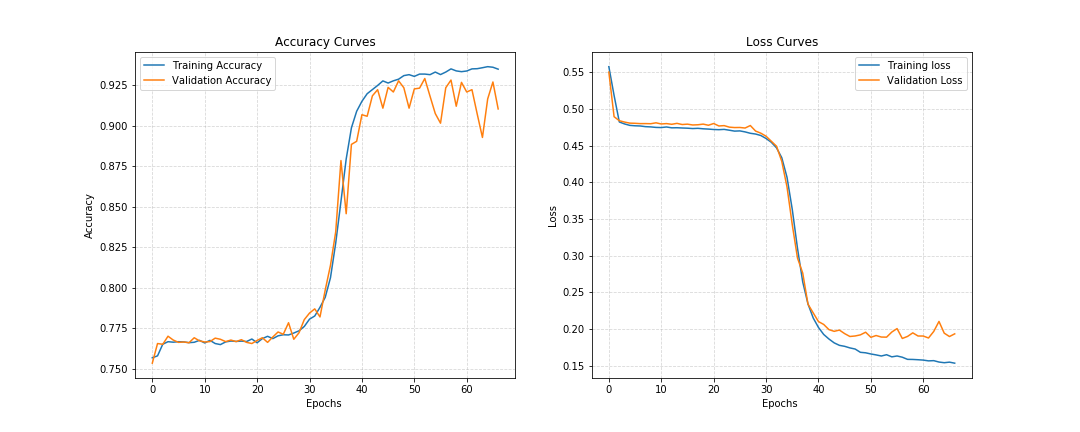 Accuracy Curves
Training Accuracy
Validation Accuracy
Accuracy
0.925
0.900
0.875
0.850
0.825
0.800
0.775
0.750
0 10 20 30 40 50 60
Epochs
Loss Curves
Training loss
Validation Loss
Loss
0.55
0.50
0.45
0.40
0.35
0.30
0.25
0.20
0.15
0 10 20 30 40 50 60
Epochs